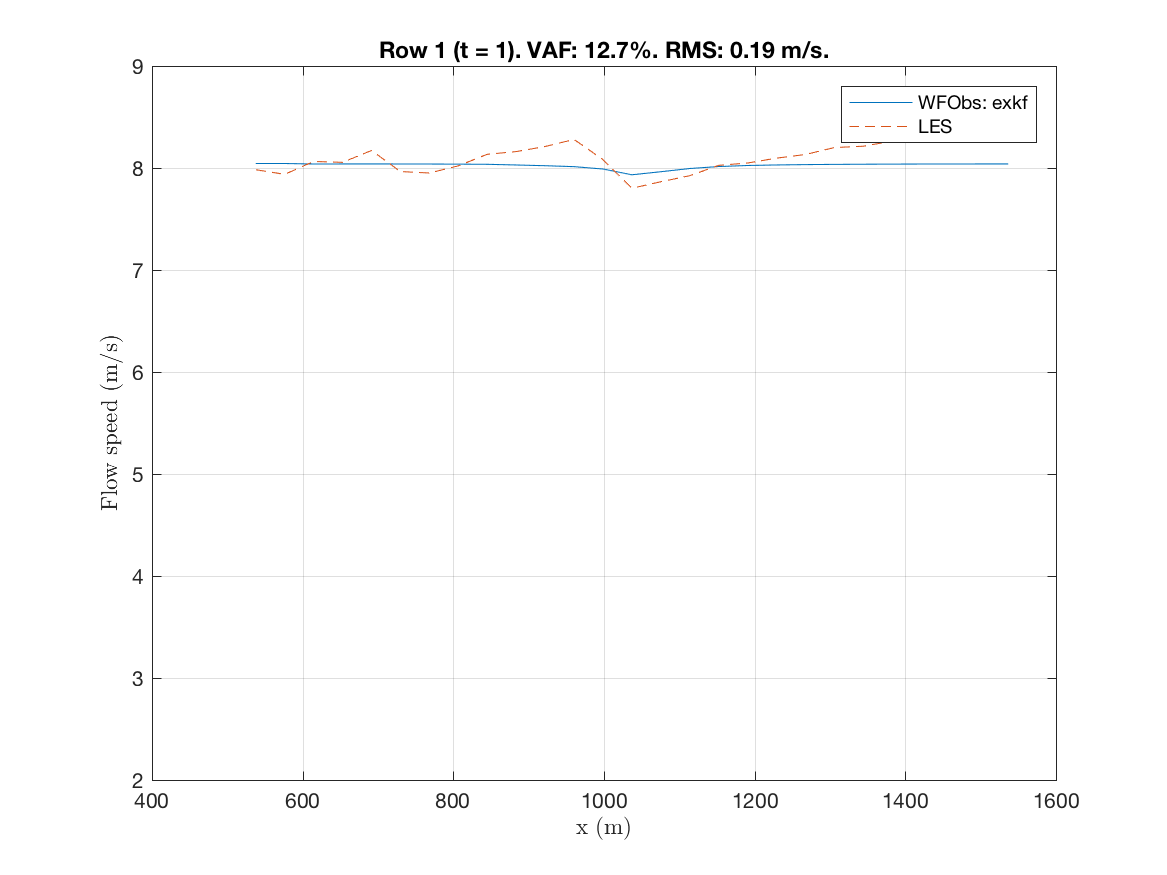 Row 1 (t = 1). VAF: 12.7%. RMS: 0.19 m/s.
WFObs: exkf
LES
9
8
7
6
5
4
3
2
Flow speed (m/s)
400 600 800 1000 1200 1400 1600
x (m)